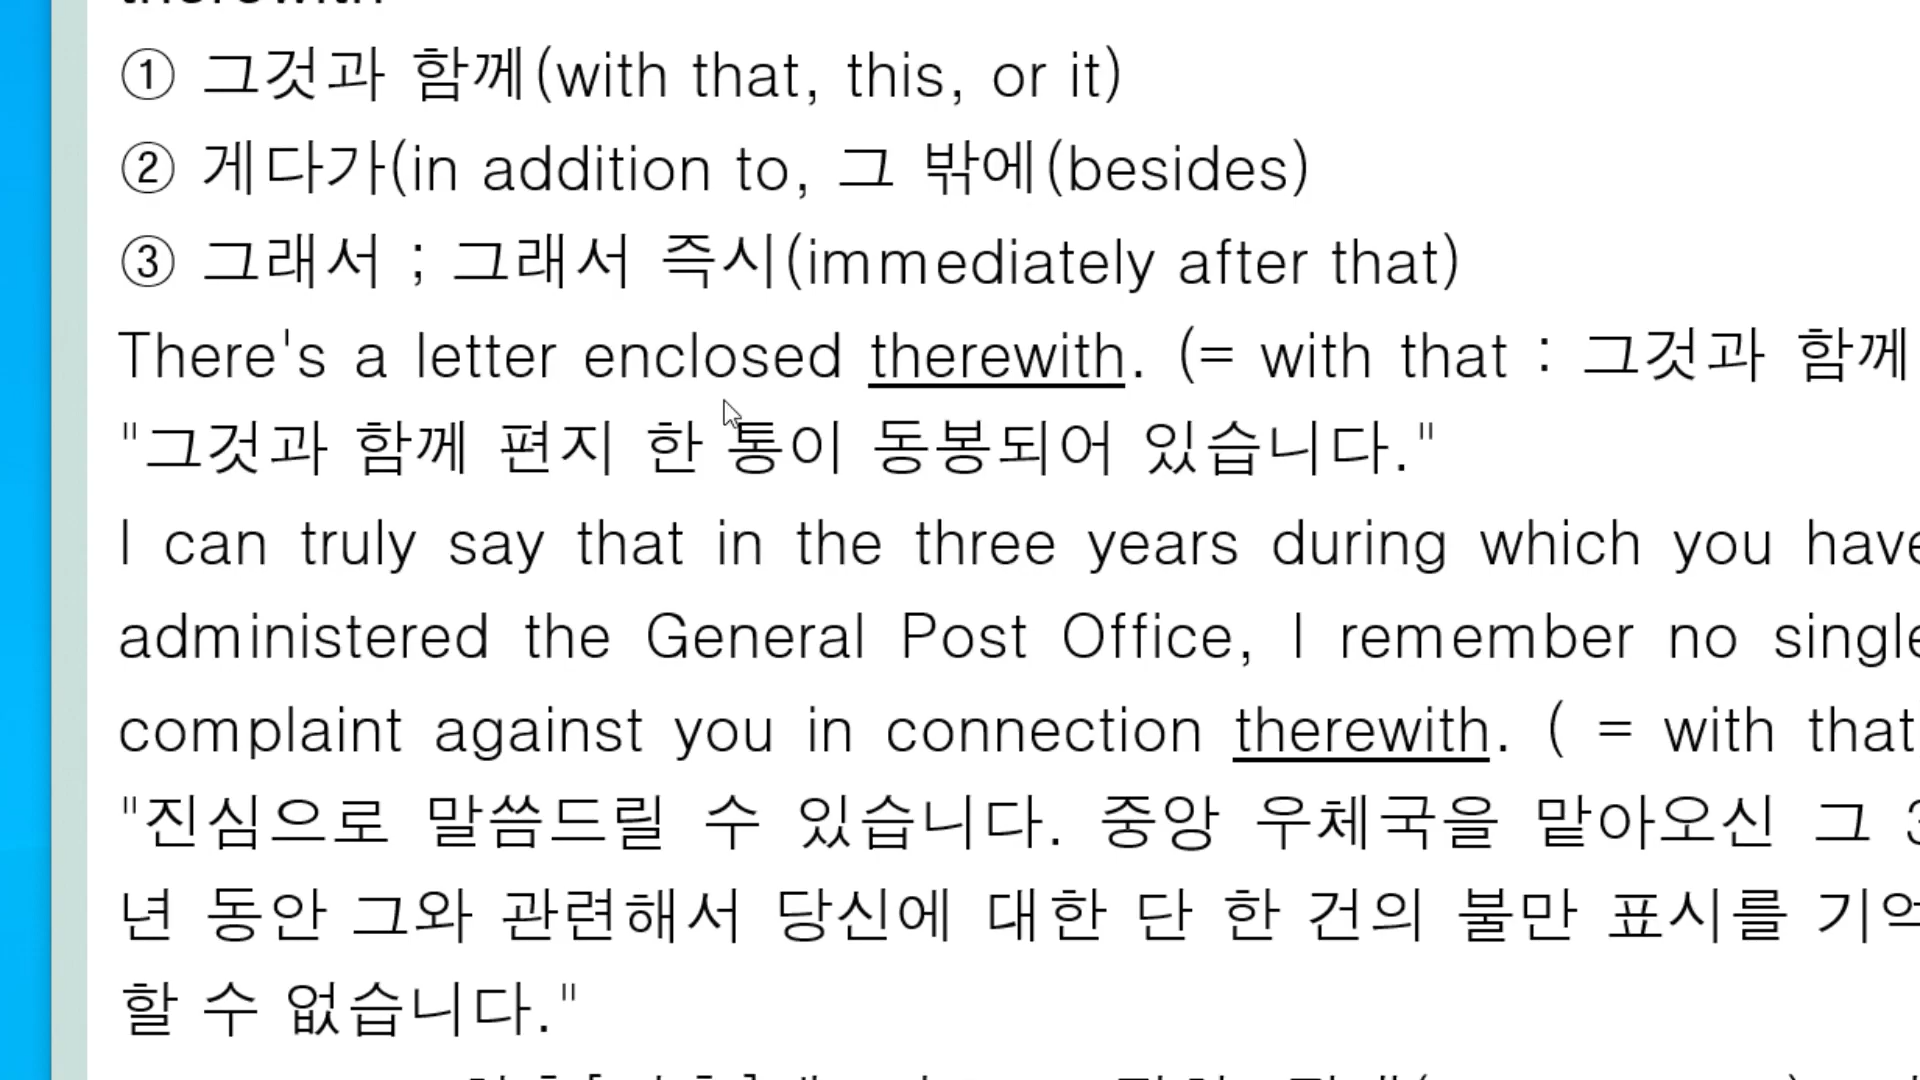 therewith
① 그것과 함께(with that, this, or it)
② 게다가(in addition to, 그 밖에(besides)
③ 그래서 ; 그래서 즉시(immediately after that)
There's a letter enclosed therewith. (= with that : 그것과 함께
"그것과 함께 편지 한 통이 동봉되어 있습니다."
I can truly say that in the three years during which you have
administered the General Post Office, I remember no single
complaint against you in connection therewith. ( = with that
"진심으로 말씀드릴 수 있습니다. 중앙 우체국을 맡아오신 그 3
년 동안 그와 관련해서 당신에 대한 단 한 건의 불만 표시를 기억
할 수 없습니다."